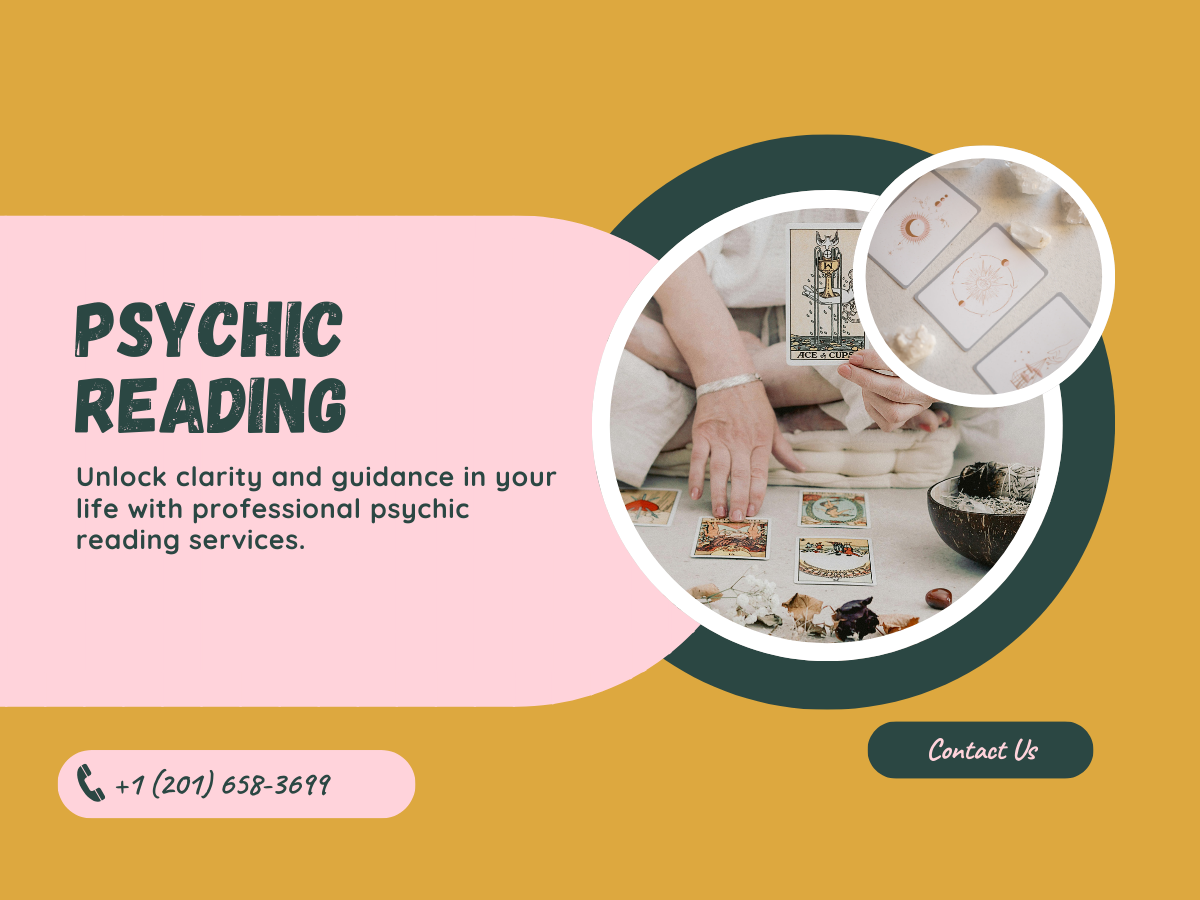 PSYCHIC
READING
Unlock clarity and guidance in your
life with professional psychic
reading services.
ACE of CUPS
+1 (201) 658-3699
Contact Us